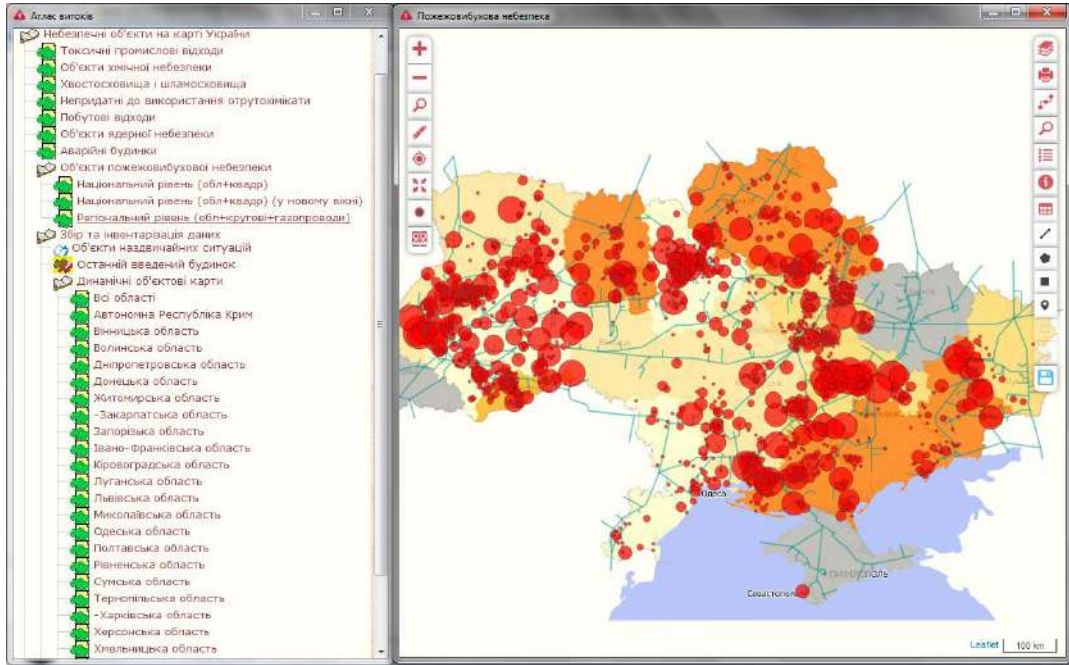 Атлас витоків
Небезпечні об'єкти на карті України
Токсичні промислові відходи
Об'єкти хімічної небезпеки
Хвостосховища і шламосховища
Непридатні до використання отрутохімікати
Побутові відходи
Об'єкти ядерної небезпеки
Аварійні будинки
Об'єкти пожежовибухової небезпеки
Національний рівень (обл+квадр)
Національний рівень (обл+квадр) (у новому вікні)
Регіональний рівень (обл+кругові+газопроводи)
Збір та інвентарізація даних
Об'єкти наздвичайних ситуацій
Останній введений будинок
Динамічні об'єктові карти
Всі області
Автономна Республіка Крим
Вінницька область
Волинська область
Дніпропетровська область
Донецька область
Житомирська область
-Закарпатська область
Запорізька область
Івано-Франківська область
Кіровоградська область
Луганська область
Львівська область
Миколаївська область
Одеська область
Полтавська область
Рівненська область
Сумська область
Тернопільська область
-Харківська область
Херсонська область
Хмельницька область
Пожежовибухова небезпека
Одеса
Севастополь
Leaflet
100 km